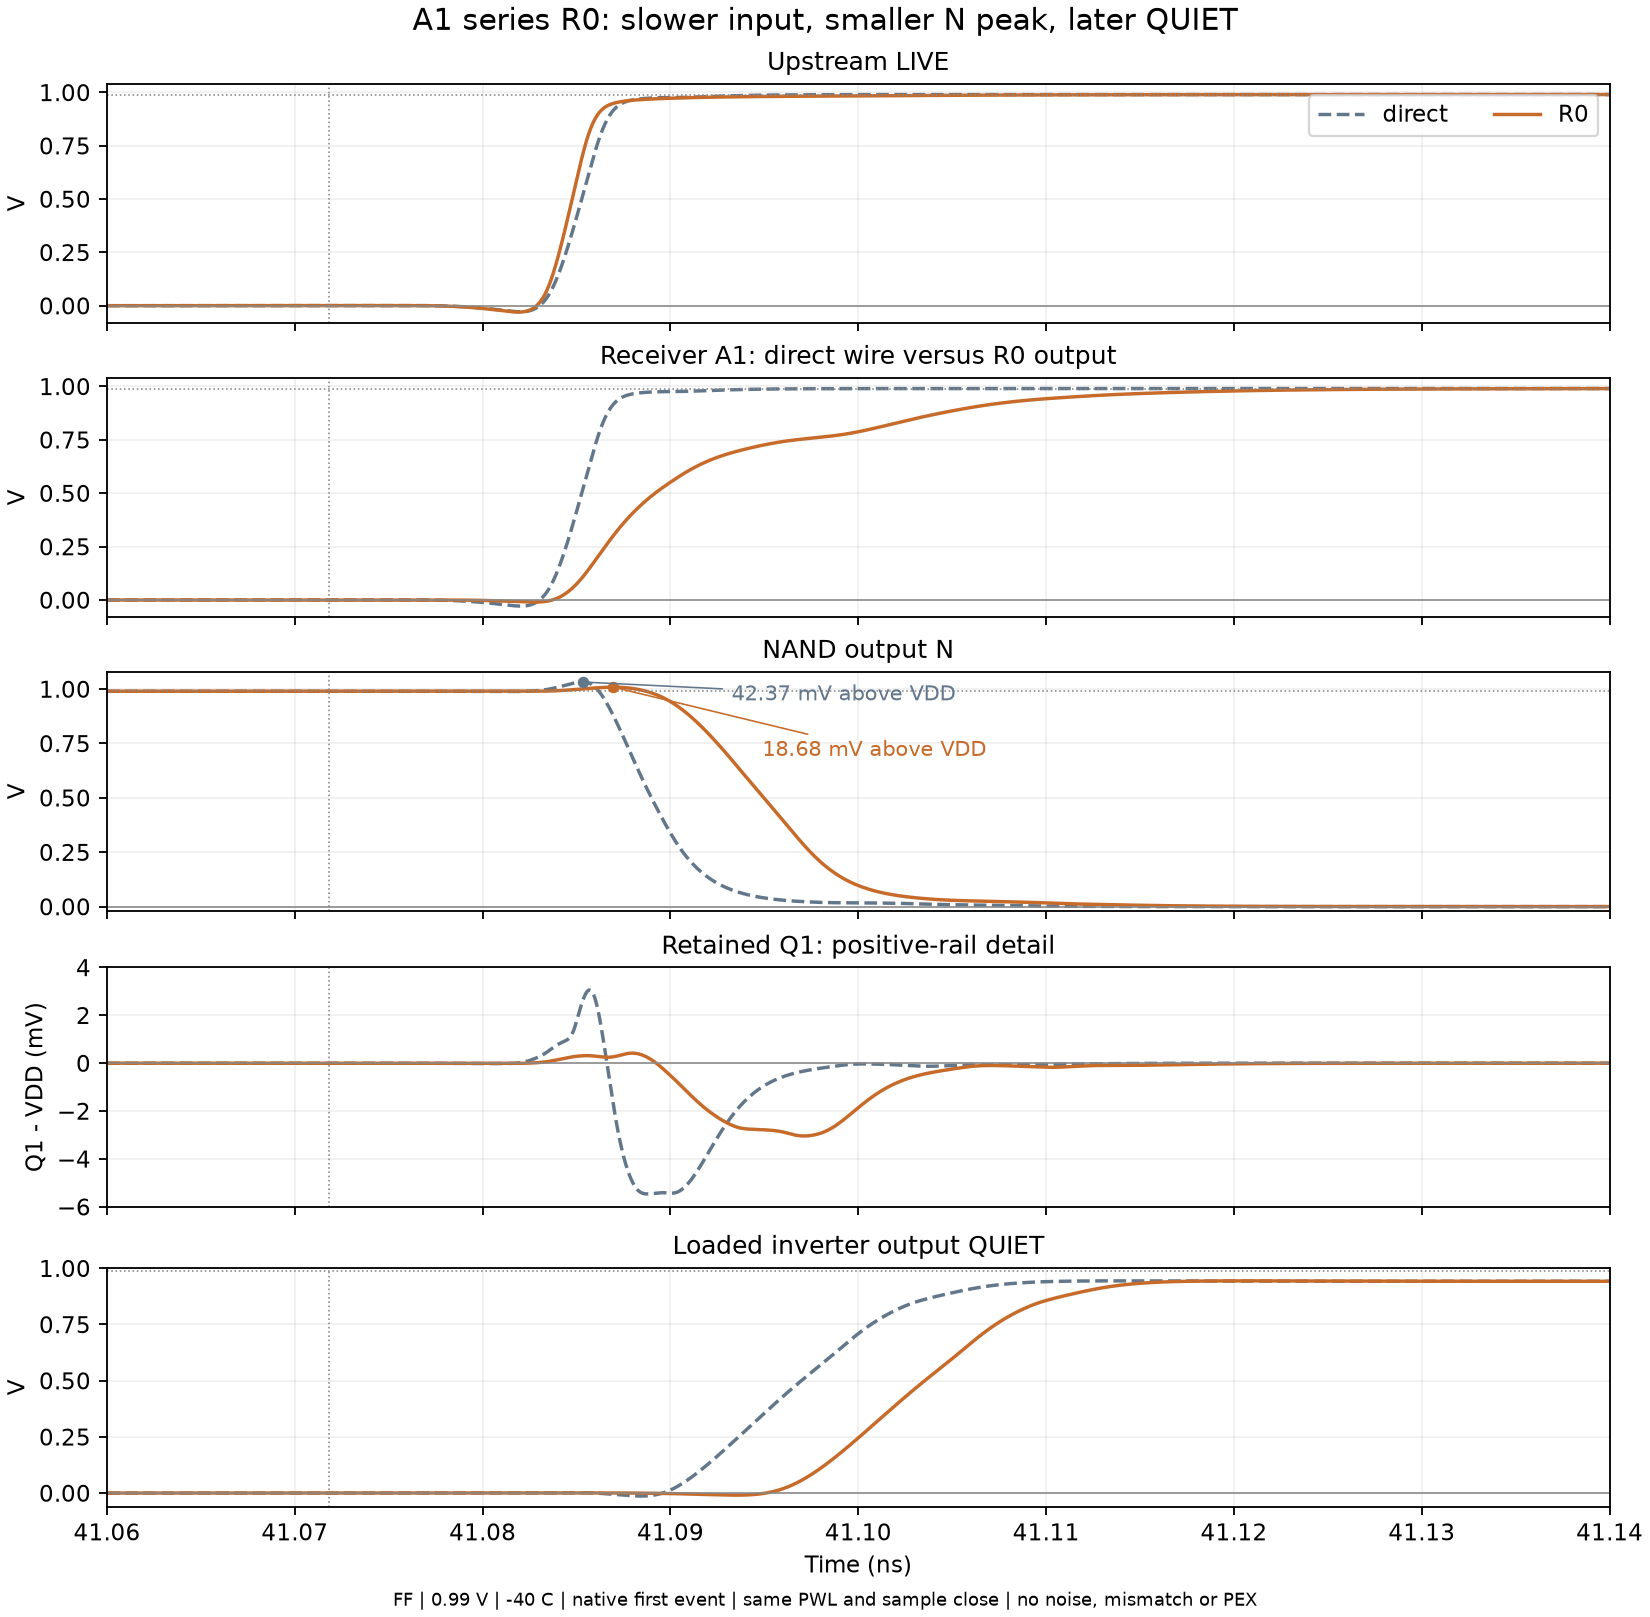 A1 series R0: slower input, smaller N peak, later QUIET
Upstream LIVE
1.00
0.75
0.50
0.25
0.00
V
direct
R0
Receiver A1: direct wire versus R0 output
1.00
0.75
0.50
0.25
0.00
V
NAND output N
1.00
0.75
0.50
0.25
0.00
V
42.37 mV above VDD
18.68 mV above VDD
Retained Q1: positive-rail detail
4
2
0
−2
−4
−6
Q1 - VDD (mV)
Loaded inverter output QUIET
1.00
0.75
0.50
0.25
0.00
V
41.06 41.07 41.08 41.09 41.10 41.11 41.12 41.13 41.14
Time (ns)
FF | 0.99 V | -40 C | native first event | same PWL and sample close | no noise, mismatch or PEX